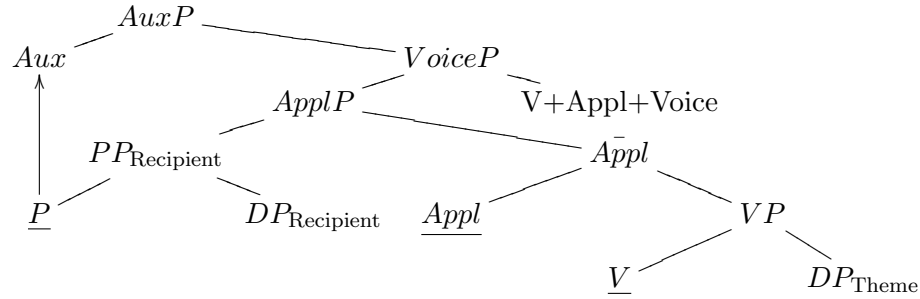 AuxP
Aux VoiceP
ApplP V+Appl+Voice
PP_Recipient Appl̄
P DP_Recipient Appl VP
V DP_Theme